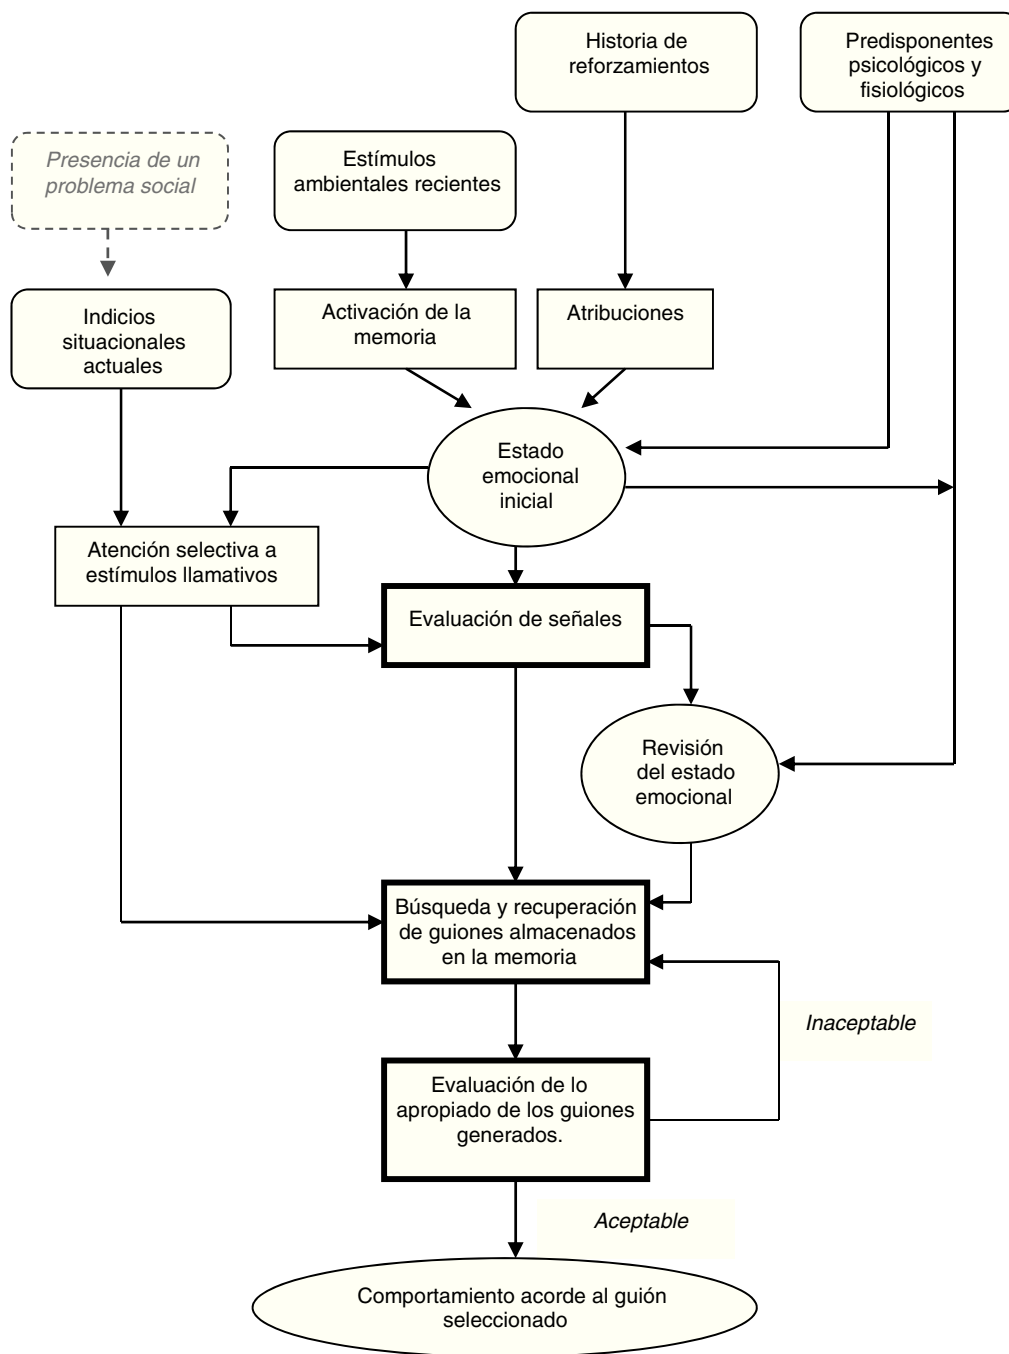 Historia de
reforzamientos
Predisponentes
psicológicos y
fisiológicos
Presencia de un
problema social
Estímulos
ambientales recientes
Indicios
situacionales
actuales
Activación de la
memoria
Atribuciones
Estado
emocional
inicial
Atención selectiva a
estímulos llamativos
Evaluación de señales
Revisión
del estado
emocional
Búsqueda y recuperación
de guiones almacenados
en la memoria
Inaceptable
Evaluación de lo
apropiado de los guiones
generados.
Aceptable
Comportamiento acorde al guión
seleccionado